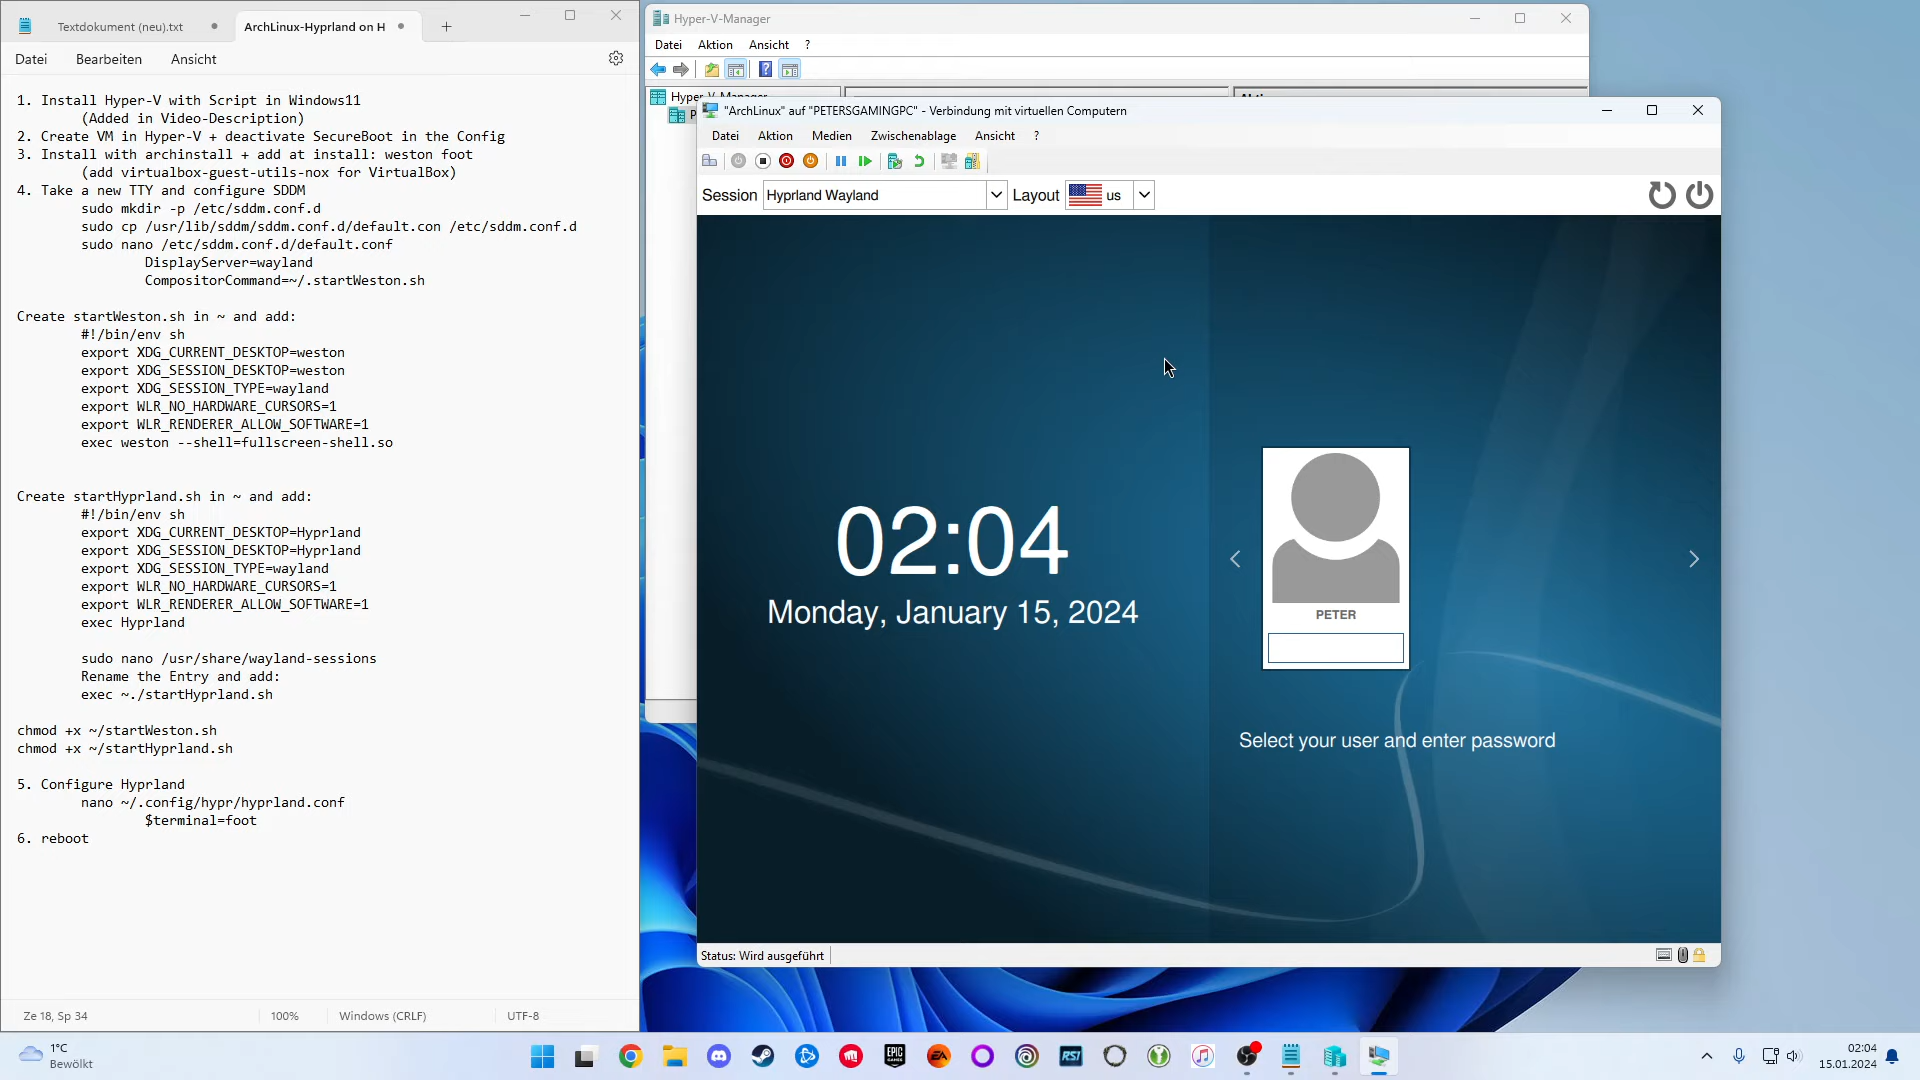 Textdokument (neu).txt
ArchLinux-Hyprland on H
Datei Bearbeiten Ansicht
1. Install Hyper-V with Script in Windows11
(Added in Video-Description)
2. Create VM in Hyper-V + deactivate SecureBoot in the Config
3. Install with archinstall + add at install: weston foot
(add virtualbox-guest-utils-nox for VirtualBox)
4. Take a new TTY and configure SDDM
sudo mkdir -p /etc/sddm.conf.d
sudo cp /usr/lib/sddm/sddm.conf.d/default.con /etc/sddm.conf.d
sudo nano /etc/sddm.conf.d/default.conf
DisplayServer=wayland
CompositorCommand=~/.startWeston.sh
Create startWeston.sh in ~ and add:
#!/bin/env sh
export XDG_CURRENT_DESKTOP=weston
export XDG_SESSION_DESKTOP=weston
export XDG_SESSION_TYPE=wayland
export WLR_NO_HARDWARE_CURSORS=1
export WLR_RENDERER_ALLOW_SOFTWARE=1
exec weston --shell=fullscreen-shell.so
Create startHyprland.sh in ~ and add:
#!/bin/env sh
export XDG_CURRENT_DESKTOP=Hyprland
export XDG_SESSION_DESKTOP=Hyprland
export XDG_SESSION_TYPE=wayland
export WLR_NO_HARDWARE_CURSORS=1
export WLR_RENDERER_ALLOW_SOFTWARE=1
exec Hyprland
sudo nano /usr/share/wayland-sessions
Rename the Entry and add:
exec ~./startHyprland.sh
chmod +x ~/startWeston.sh
chmod +x ~/startHyprland.sh
5. Configure Hyprland
nano ~/.config/hypr/hyprland.conf
$terminal=foot
6. reboot
Ze 18, Sp 34 100% Windows (CRLF) UTF-8
Hyper-V-Manager
Datei Aktion Ansicht ?
"ArchLinux" auf "PETERSGAMINGPC" - Verbindung mit virtuellen Computern
Datei Aktion Medien Zwischenablage Ansicht ?
Session Hyprland Wayland Layout us
02:04
Monday, January 15, 2024
PETER
Select your user and enter password
Status: Wird ausgeführt
1°C
Bewölkt
EPIC
GAMES
EA
RSI
02:04
15.01.2024